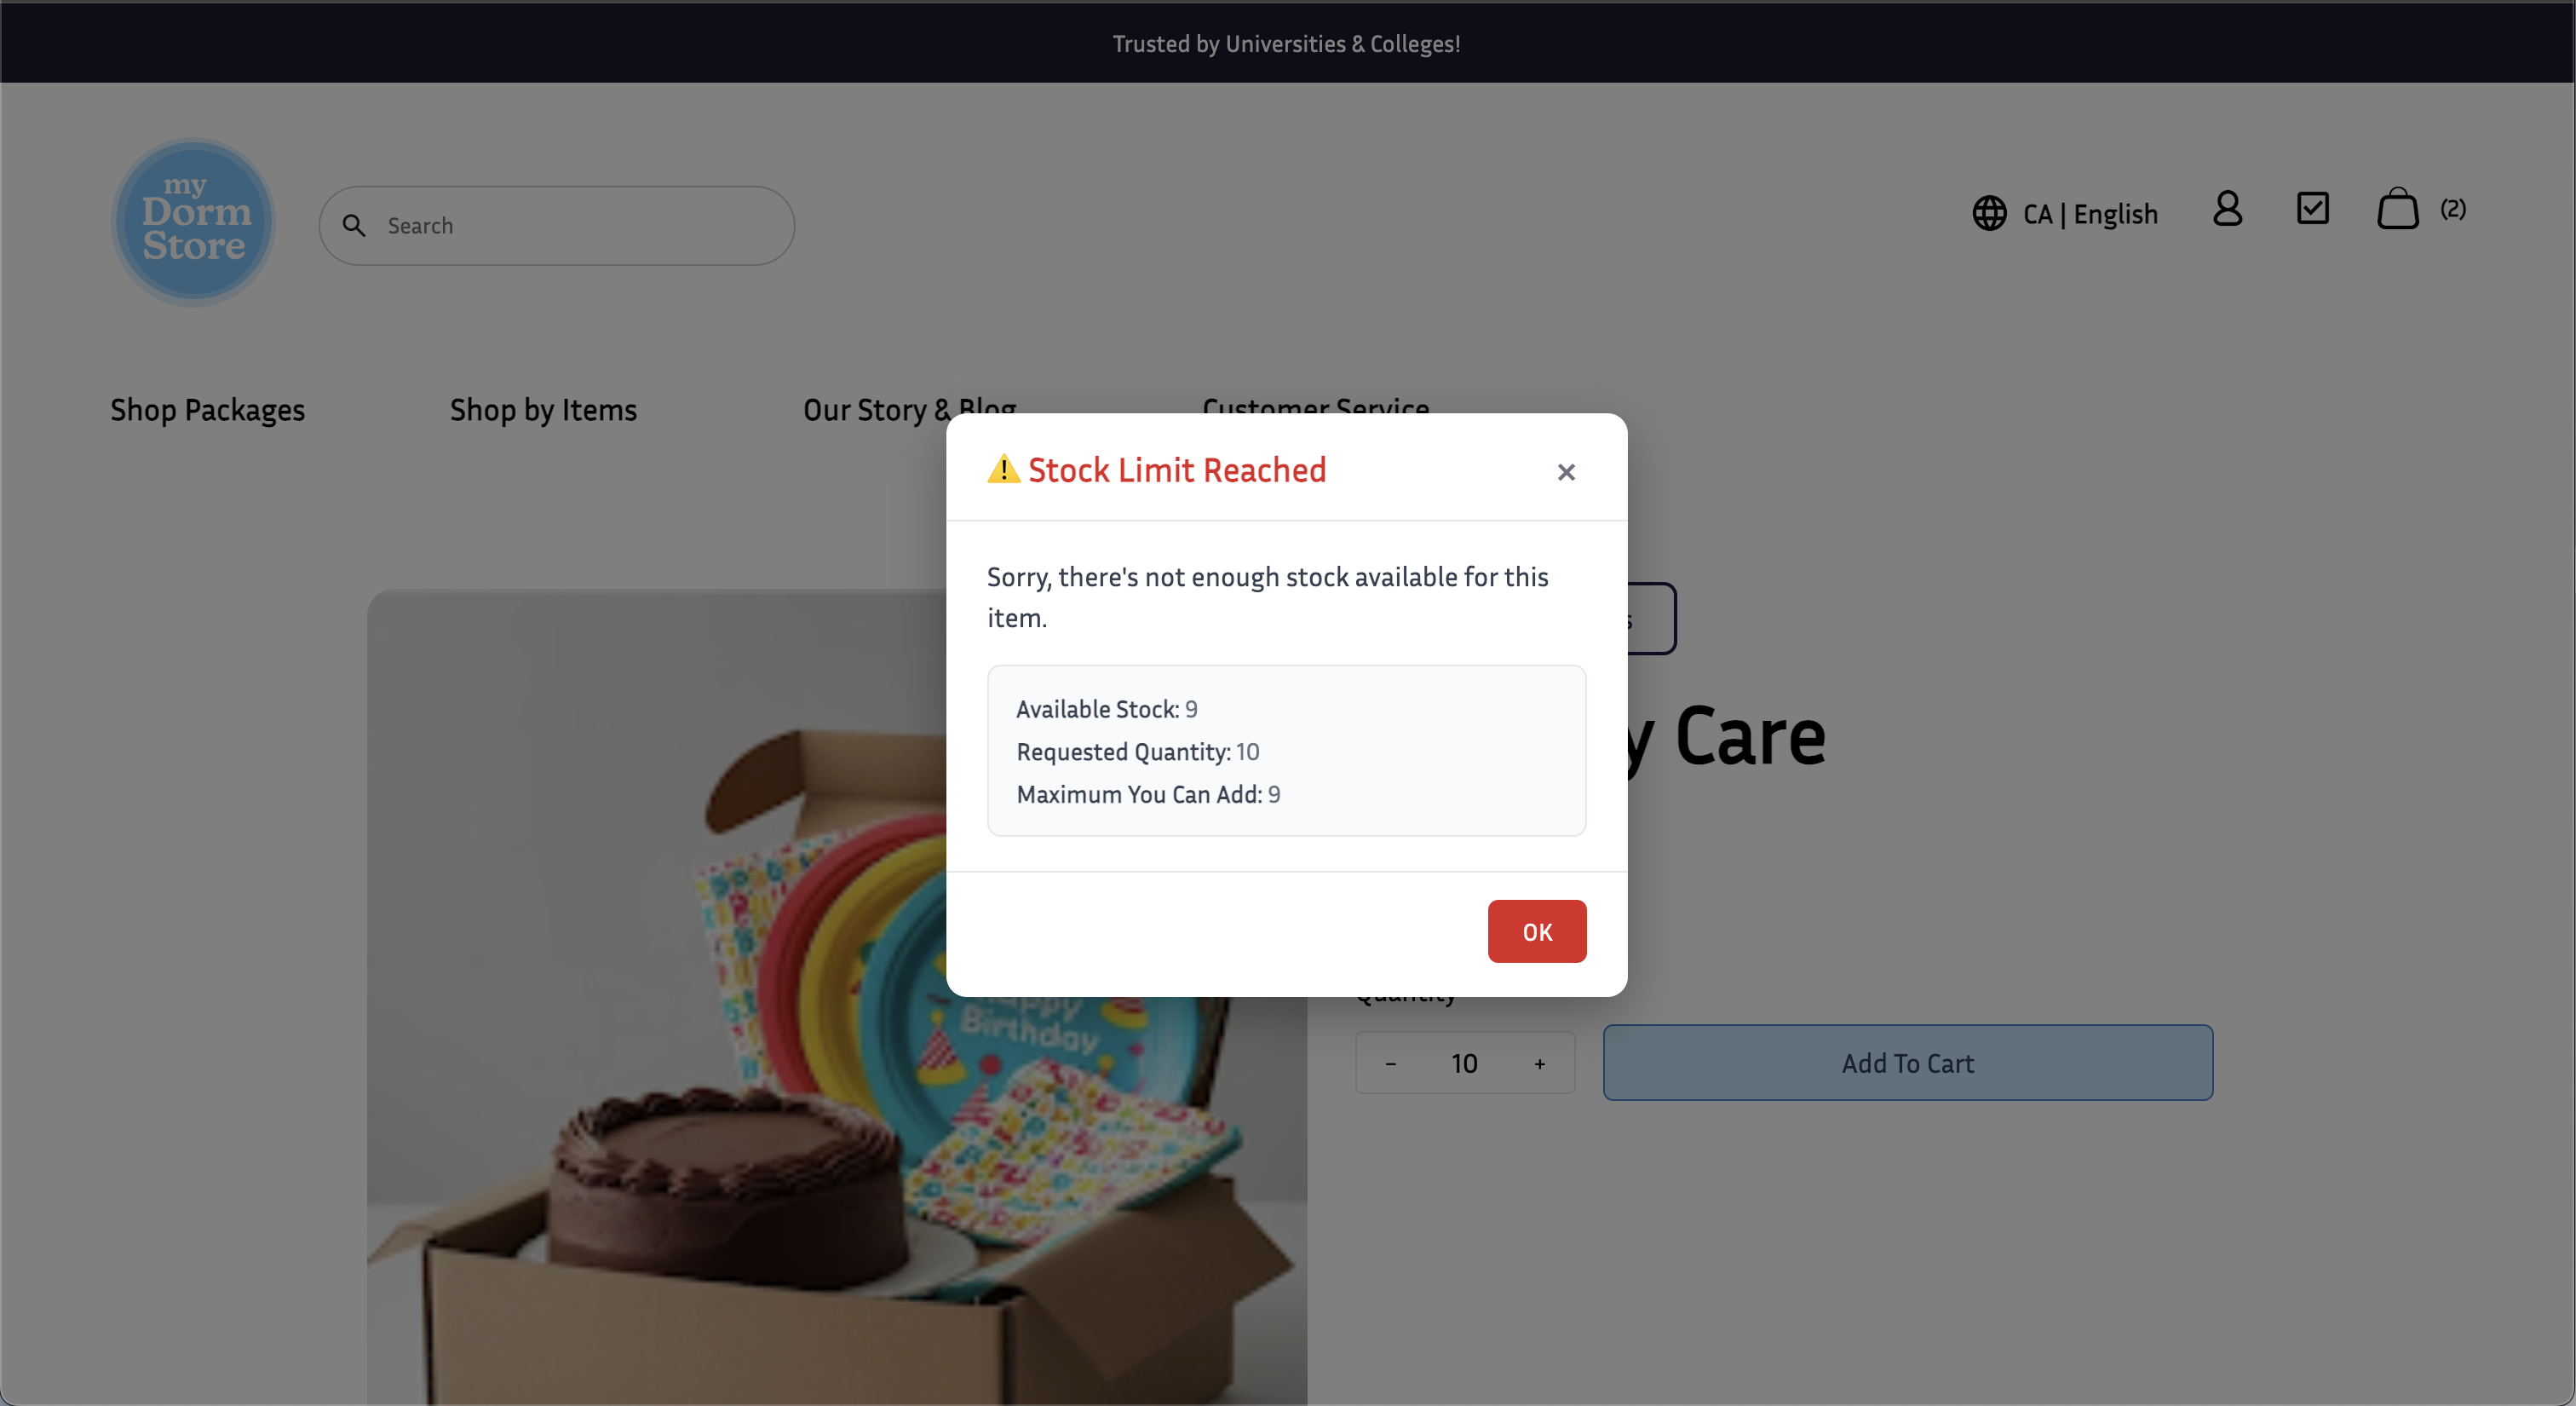 Trusted by Universities & Colleges!
my
Dorm
Store
Search
CA | English
(2)
Shop Packages
Shop by Items
Our Story & Blog
Customer Service
⚠️ Stock Limit Reached
×
Sorry, there's not enough stock available for this
item.
Available Stock: 9
Requested Quantity: 10
Maximum You Can Add: 9
OK
s
y Care
Quantity
− 10 +
Add To Cart
Happy
Birthday